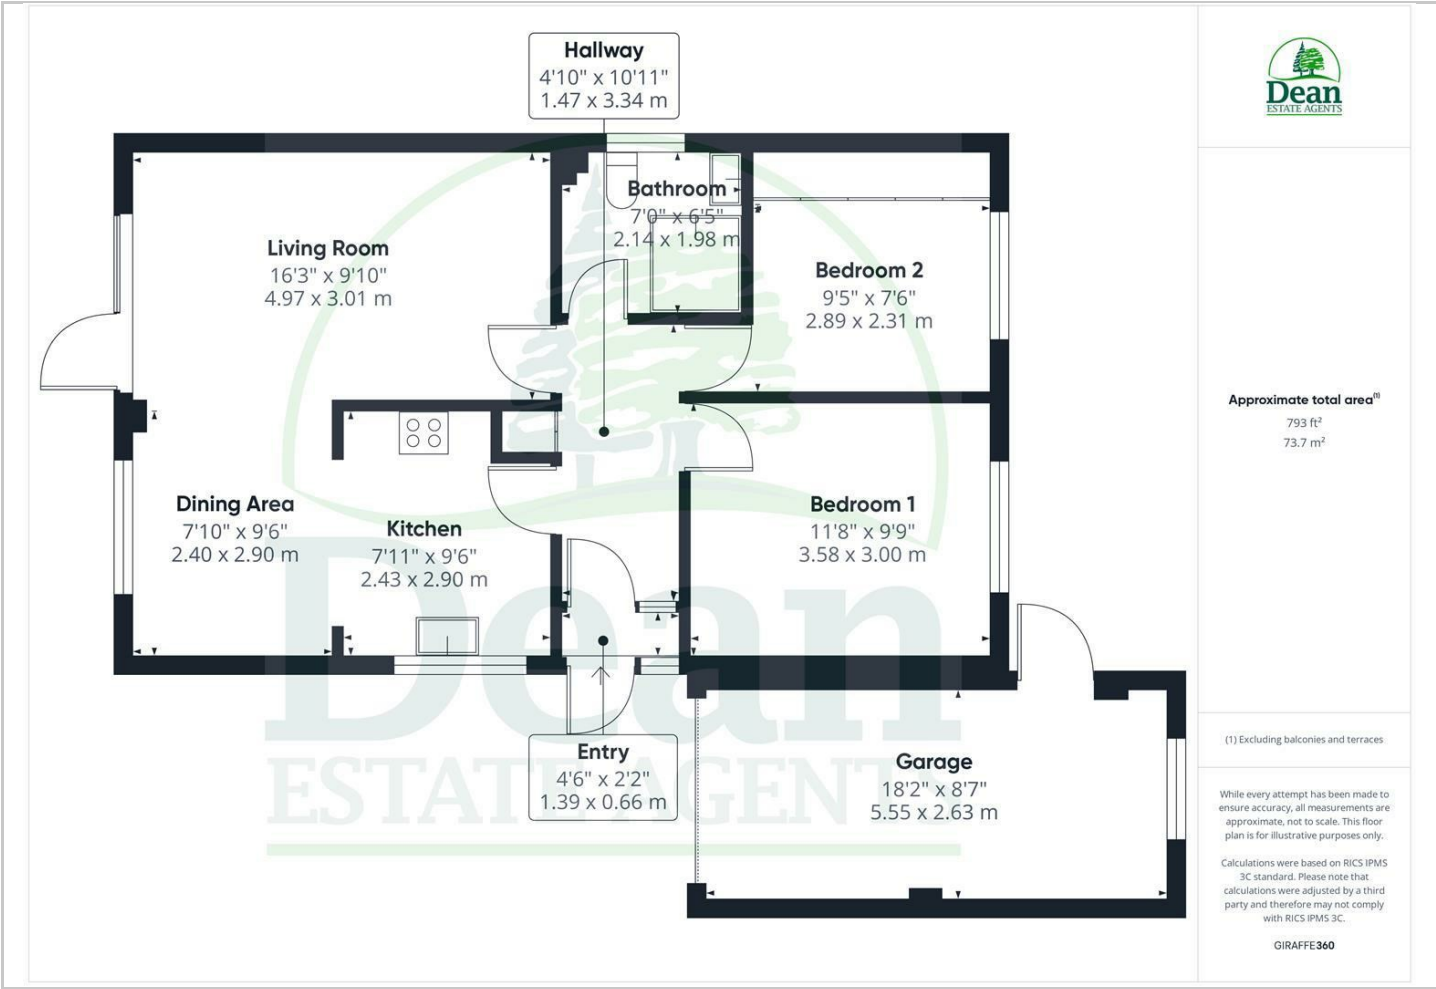 Hallway
4'10" x 10'11"
1.47 x 3.34 m
Bathroom
7'0" x 6'5"
2.14 x 1.98 m
Living Room
16'3" x 9'10"
4.97 x 3.01 m
Bedroom 2
9'5" x 7'6"
2.89 x 2.31 m
Dining Area
7'10" x 9'6"
2.40 x 2.90 m
Kitchen
7'11" x 9'6"
2.43 x 2.90 m
Bedroom 1
11'8" x 9'9"
3.58 x 3.00 m
Entry
4'6" x 2'2"
1.39 x 0.66 m
Garage
18'2" x 8'7"
5.55 x 2.63 m
Dean
ESTATE AGENTS
Dean
ESTATE AGENTS
Approximate total area(1)
793 ft²
73.7 m²
(1) Excluding balconies and terraces
While every attempt has been made to
ensure accuracy, all measurements are
approximate, not to scale. This floor
plan is for illustrative purposes only.
Calculations were based on RICS IPMS
3C standard. Please note that
calculations were adjusted by a third
party and therefore may not comply
with RICS IPMS 3C.
GIRAFFE360